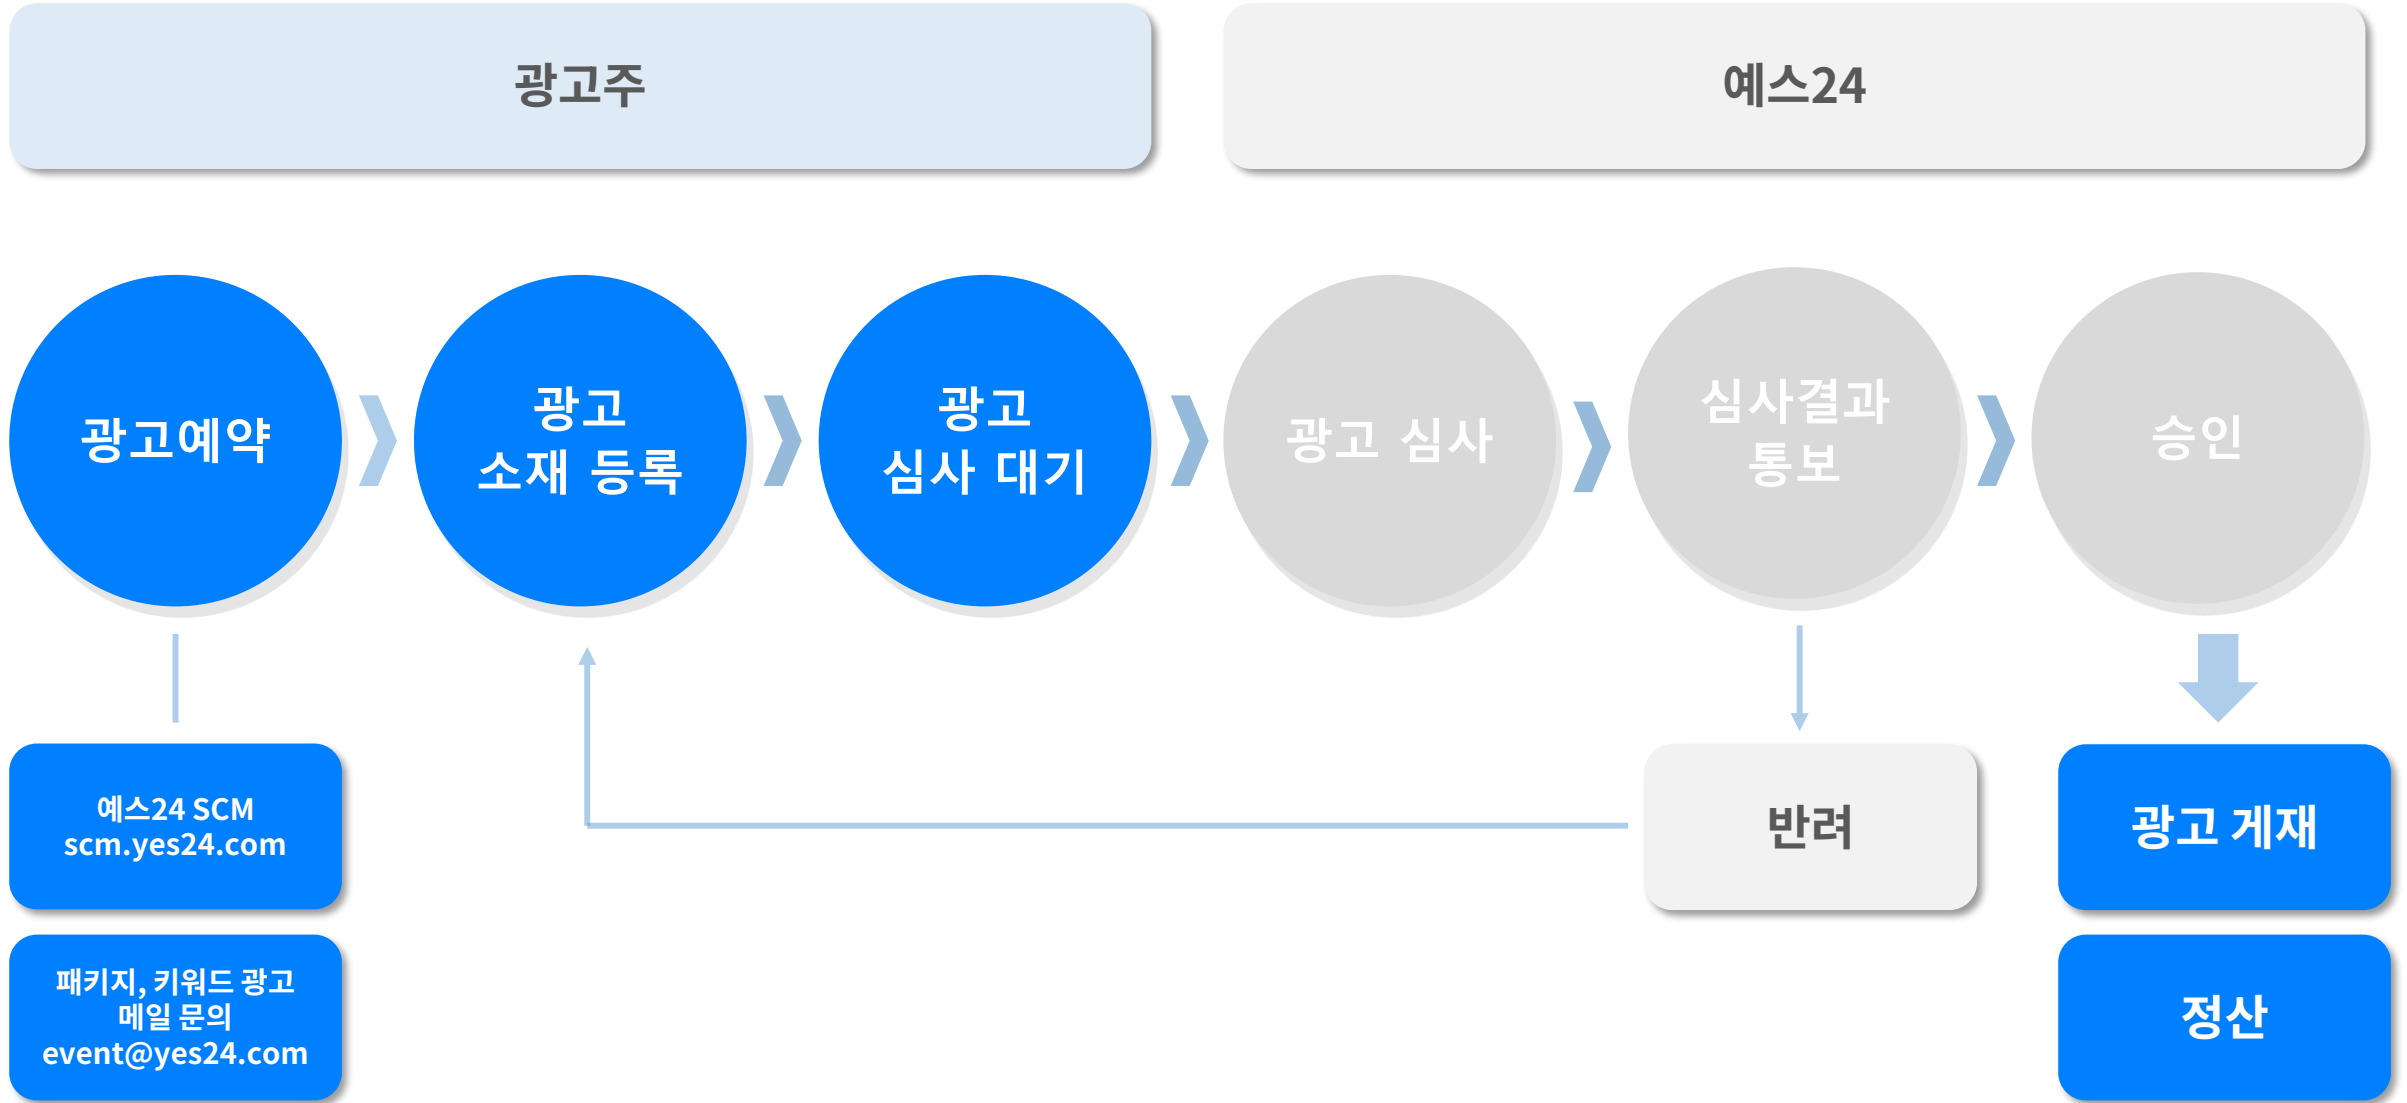 광고주
예스24
광고예약
광고
소재 등록
광고
심사 대기
광고 심사
심사결과
통보
승인
예스24 SCM
scm.yes24.com
반려
광고 게재
패키지, 키워드 광고
메일 문의
event@yes24.com
정산